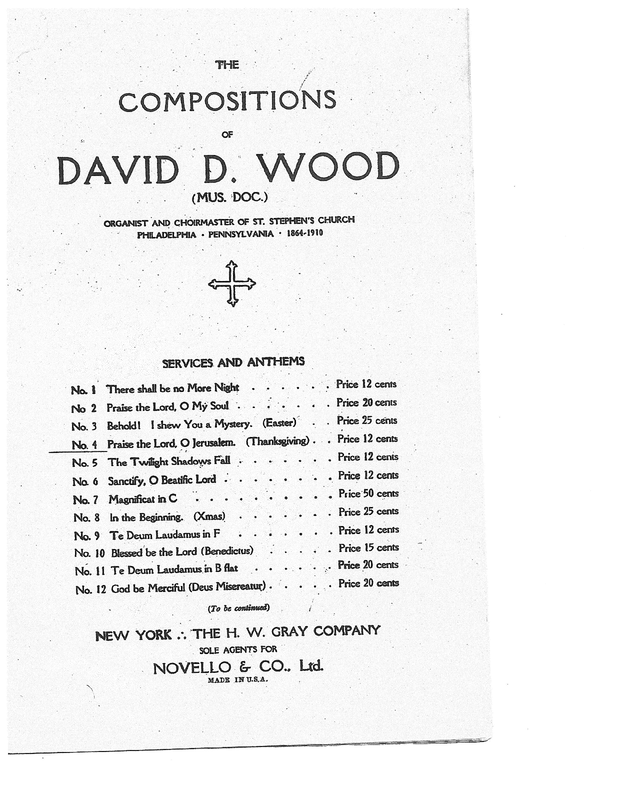 THE
COMPOSITIONS
OF
DAVID D. WOOD
(MUS. DOC.)
ORGANIST AND CHOIRMASTER OF ST. STEPHEN'S CHURCH
PHILADELPHIA · PENNSYLVANIA · 1864-1910
SERVICES AND ANTHEMS
No. 1 There shall be no More Night . . . . . . Price 12 cents
No 2 Praise the Lord, O My Soul . . . . . . Price 20 cents
No. 3 Behold! I shew You a Mystery. (Easter) . . Price 25 cents
No. 4 Praise the Lord, O Jerusalem. (Thanksgiving) . . Price 12 cents
No. 5 The Twilight Shadows Fall . . . . . . Price 12 cents
No. 6 Sanctify, O Beatific Lord . . . . . . . Price 12 cents
No. 7 Magnificat in C . . . . . . . . Price 50 cents
No. 8 In the Beginning. (Xmas) . . . . . . Price 25 cents
No. 9 Te Deum Laudamus in F . . . . . . . Price 12 cents
No. 10 Blessed be the Lord (Benedictus) . . . . Price 15 cents
No. 11 Te Deum Laudamus in B flat . . . . . Price 20 cents
No. 12 God be Merciful (Deus Misereatur) . . . . Price 20 cents
(To be continued)
NEW YORK ∴ THE H. W. GRAY COMPANY
SOLE AGENTS FOR
NOVELLO & CO., Ltd.
MADE IN U.S.A.